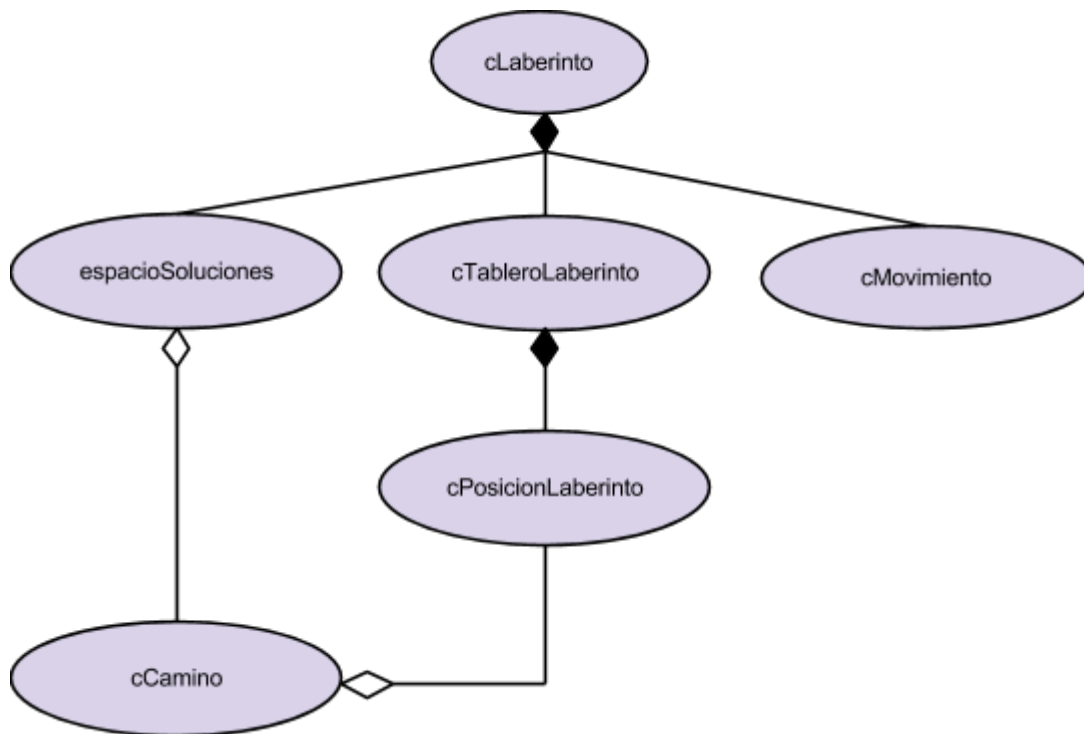 cLaberinto
espacioSoluciones
cTableroLaberinto
cMovimiento
cPosicionLaberinto
cCamino